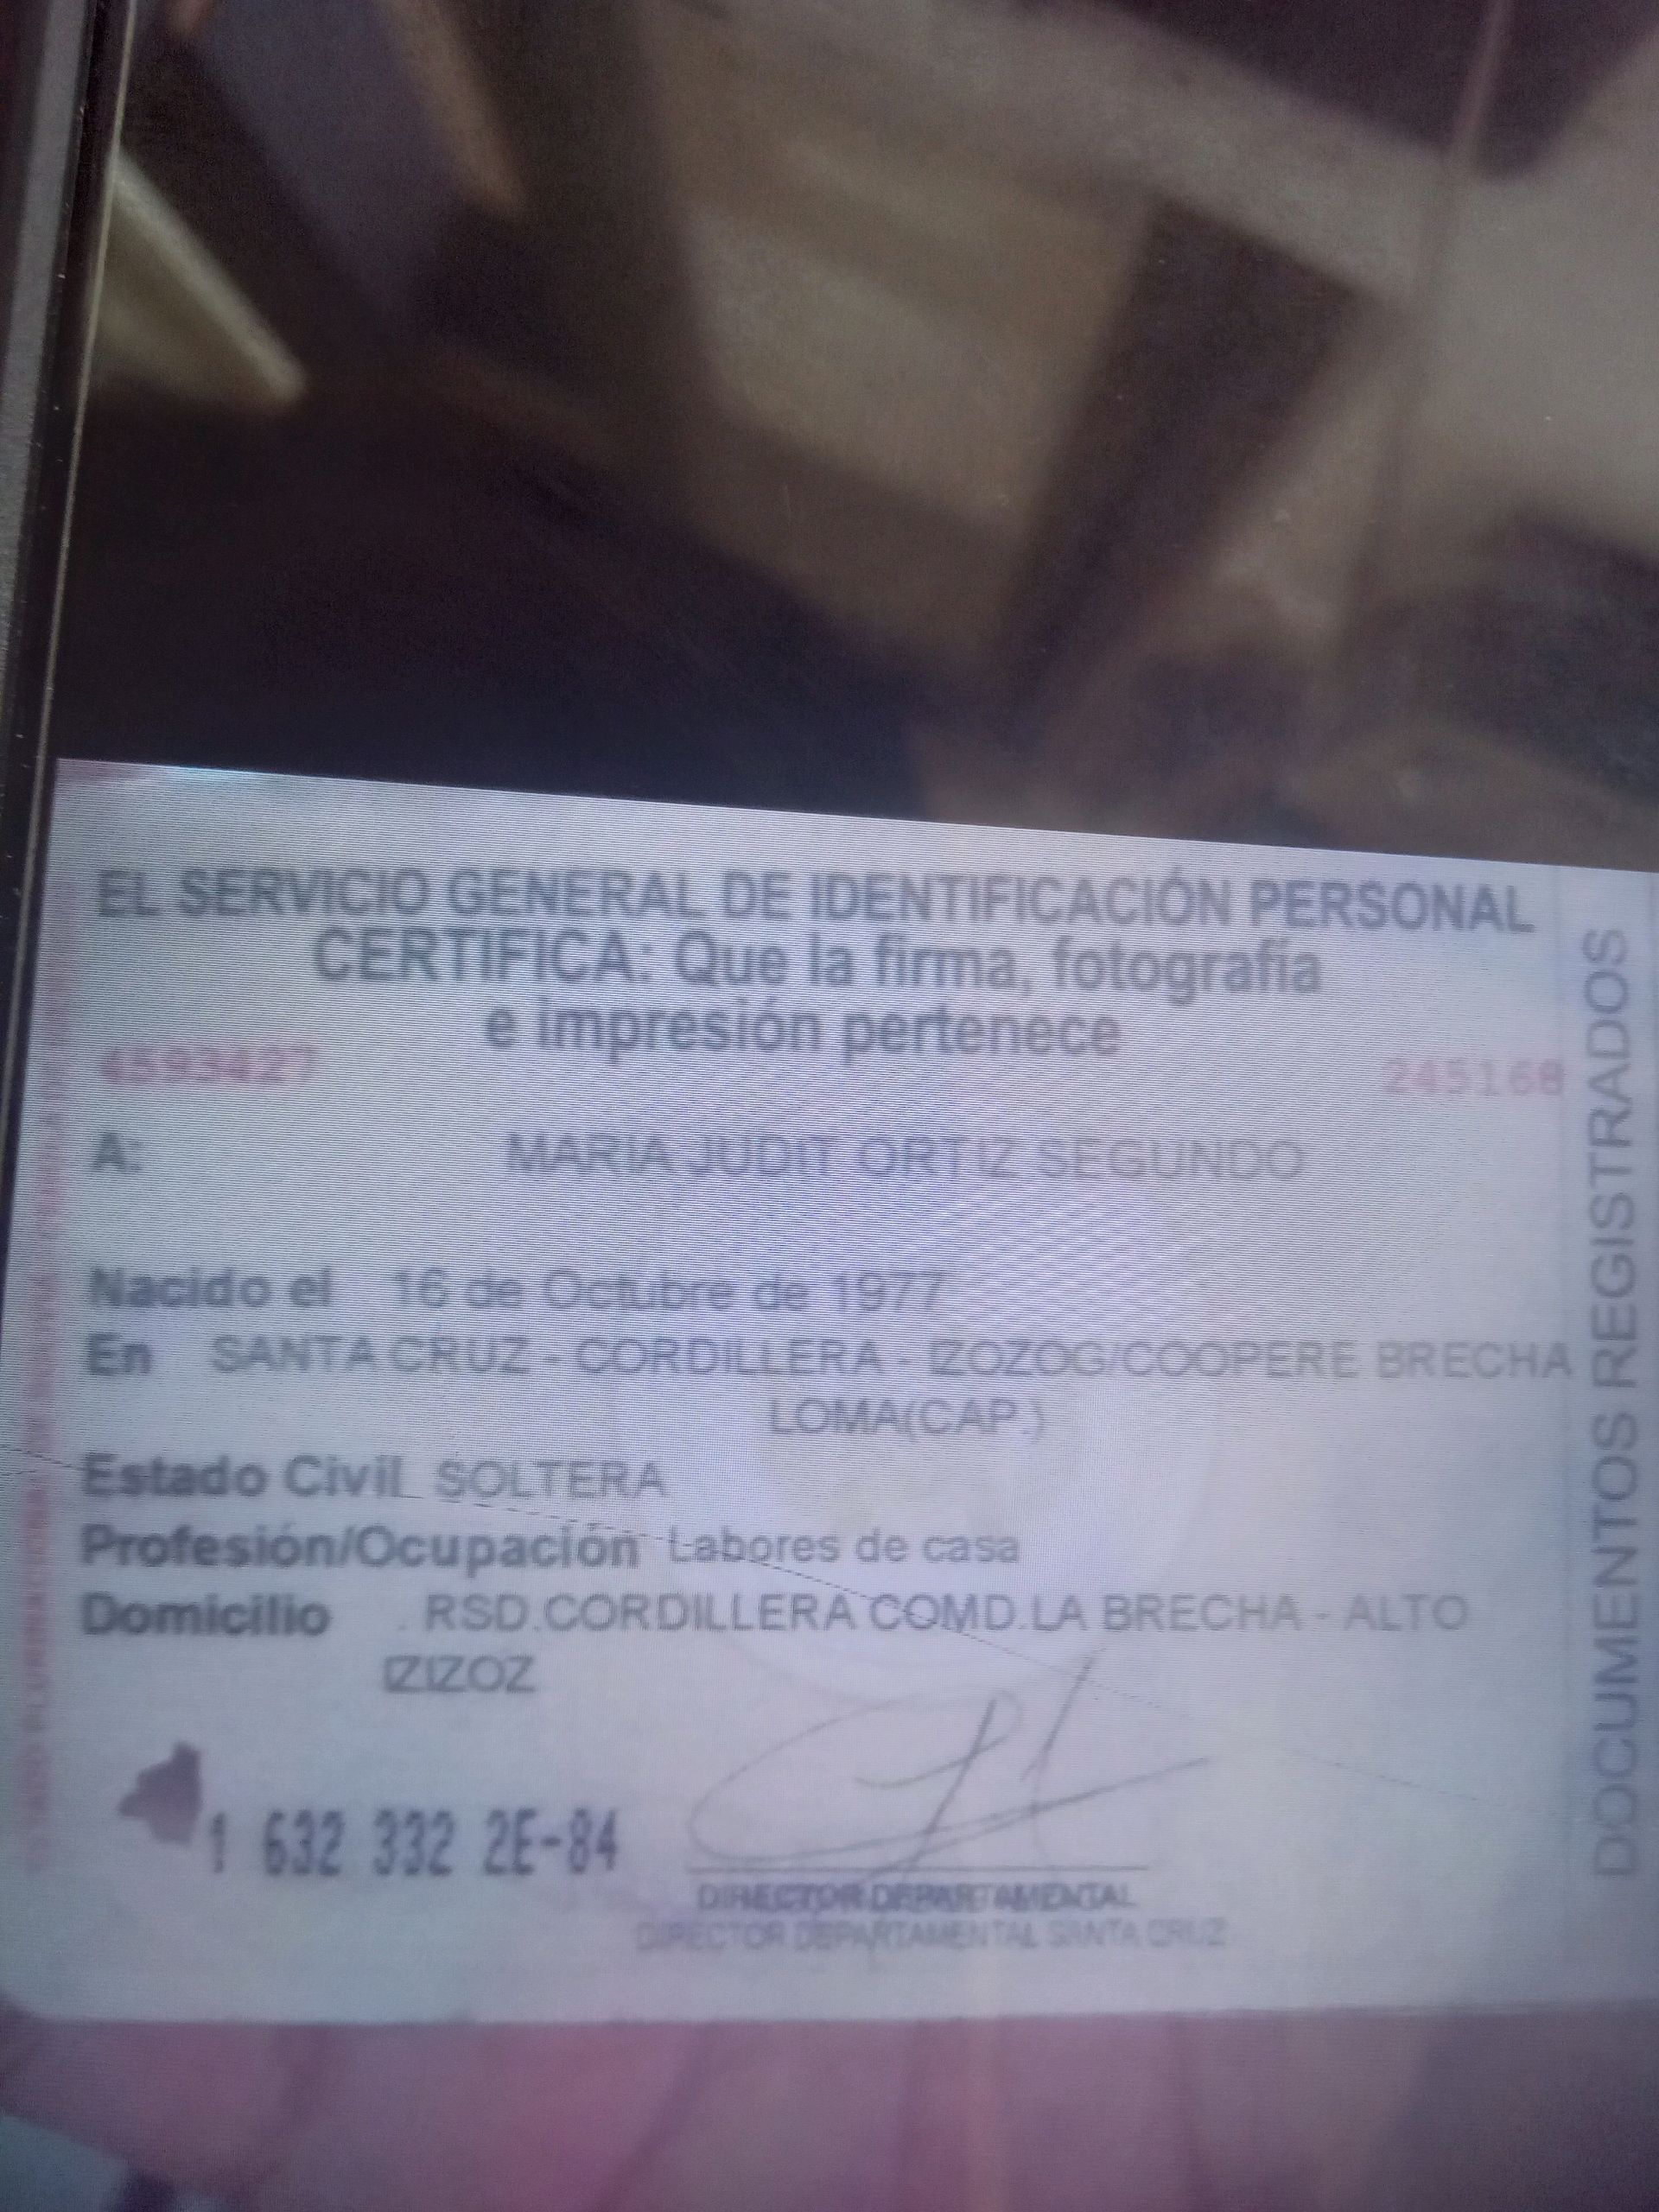 EL SERVICIO GENERAL DE IDENTIFICACIÓN PERSONAL
CERTIFICA: Que la firma, fotografía
e impresión pertenece
4593427
245168
A: MARIA JUDIT ORTIZ SEGUNDO
Nacido el 16 de Octubre de 1977
En SANTA CRUZ - CORDILLERA - IZOZOG/COOPERE BRECHA
LOMA(CAP.)
Estado Civil SOLTERA
Profesión/Ocupación Labores de casa
Domicilio . RSD.CORDILLERA COMD.LA BRECHA - ALTO
IZIZOZ
1 632 332 2E-84
DIRECTOR DEPARTAMENTAL
DIRECTOR DEPARTAMENTAL SANTA CRUZ
DOCUMENTOS REGISTRADOS